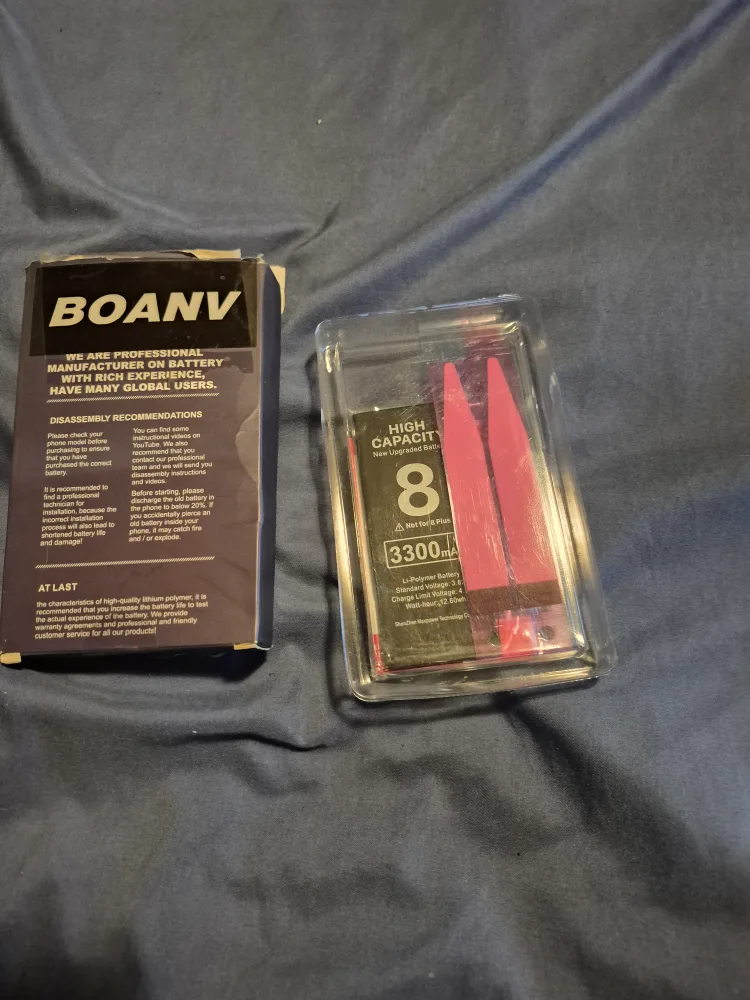 BOANV
WE ARE PROFESSIONAL
MANUFACTURER ON BATTERY
WITH RICH EXPERIENCE,
HAVE MANY GLOBAL USERS.
DISASSEMBLY RECOMMENDATIONS
Please check your
phone model before
purchasing to ensure
that you have
purchased the correct
battery.
It is recommended to
find a professional
technician for
installation, because the
incorrect installation
process will also lead to
shortened battery life
and damage!
You can find some
instructional videos on
YouTube. We also
recommend that you
contact our professional
team and we will send you
disassembly instructions
and videos.
Before starting, please
discharge the old battery in
the phone to below 20%. If
you accidentally pierce an
old battery inside your
phone, it may catch fire
and / or explode.
AT LAST
the characteristics of high-quality lithium polymer, it is
recommended that you increase the battery life to test
the actual experience of the battery. We provide
warranty agreements and professional and friendly
customer service for all our products!
HIGH
CAPACITY
New Upgraded
8
Not for 8 Plus
3300mA
Li-Polymer Battery
Standard Voltage: 3.8
Charge Limit Voltage: 4
Watt-hour: 12.60wh
ShenZhen Technology